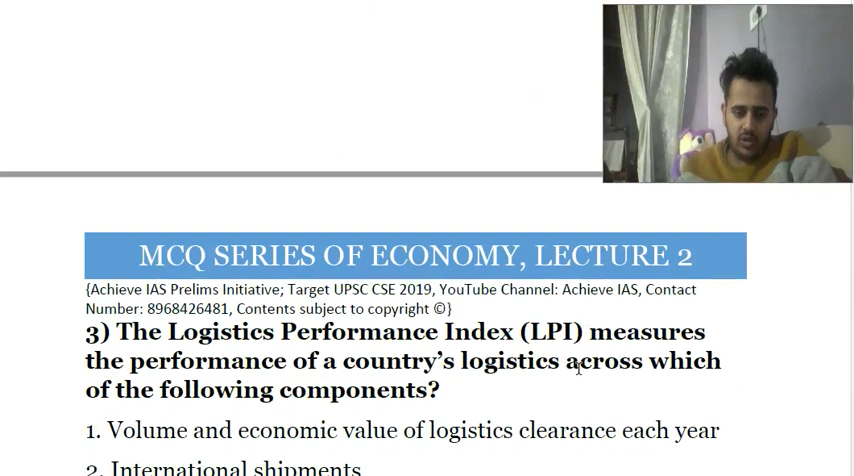 MCQ SERIES OF ECONOMY, LECTURE 2
{Achieve IAS Prelims Initiative; Target UPSC CSE 2019, YouTube Channel: Achieve IAS, Contact
Number: 8968426481, Contents subject to copyright ©}
3) The Logistics Performance Index (LPI) measures
the performance of a country’s logistics across which
of the following components?
1. Volume and economic value of logistics clearance each year
2. International shipments